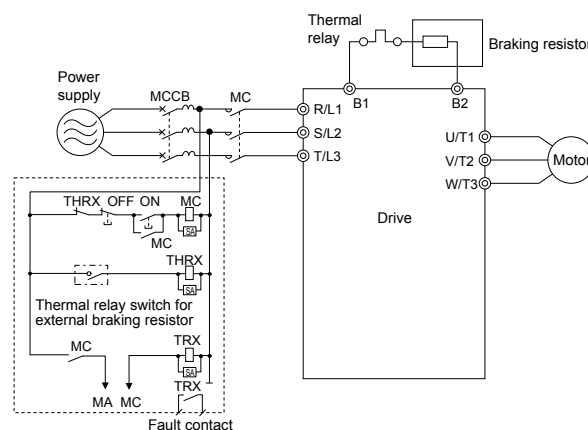 Thermal
relay
Braking resistor
Power
supply
MCCB
MC
B1
B2
R/L1
S/L2
T/L3
U/T1
V/T2
W/T3
Motor
Drive
THRX
OFF
ON
MC
SA
MC
THRX
SA
Thermal relay switch for
external braking resistor
MC
TRX
SA
MA
MC
TRX
Fault contact